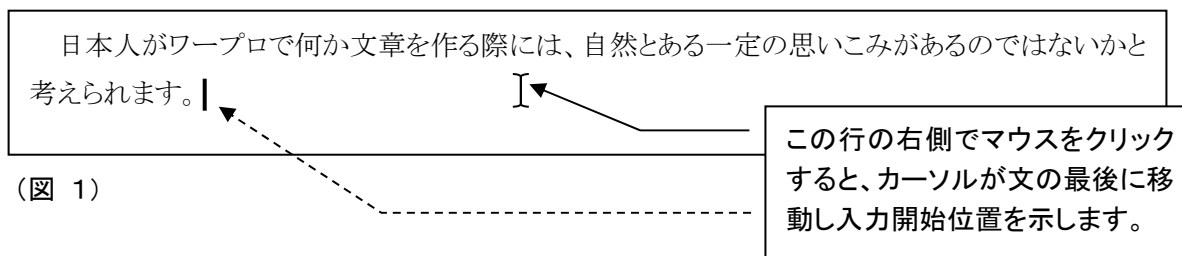 日本人がワープロで何か文章を作る際には、自然とある一定の思いこみがあるのではないかと
考えられます。
この行の右側でマウスをクリック
すると、カーソルが文の最後に移
動し入力開始位置を示します。
(図 1)